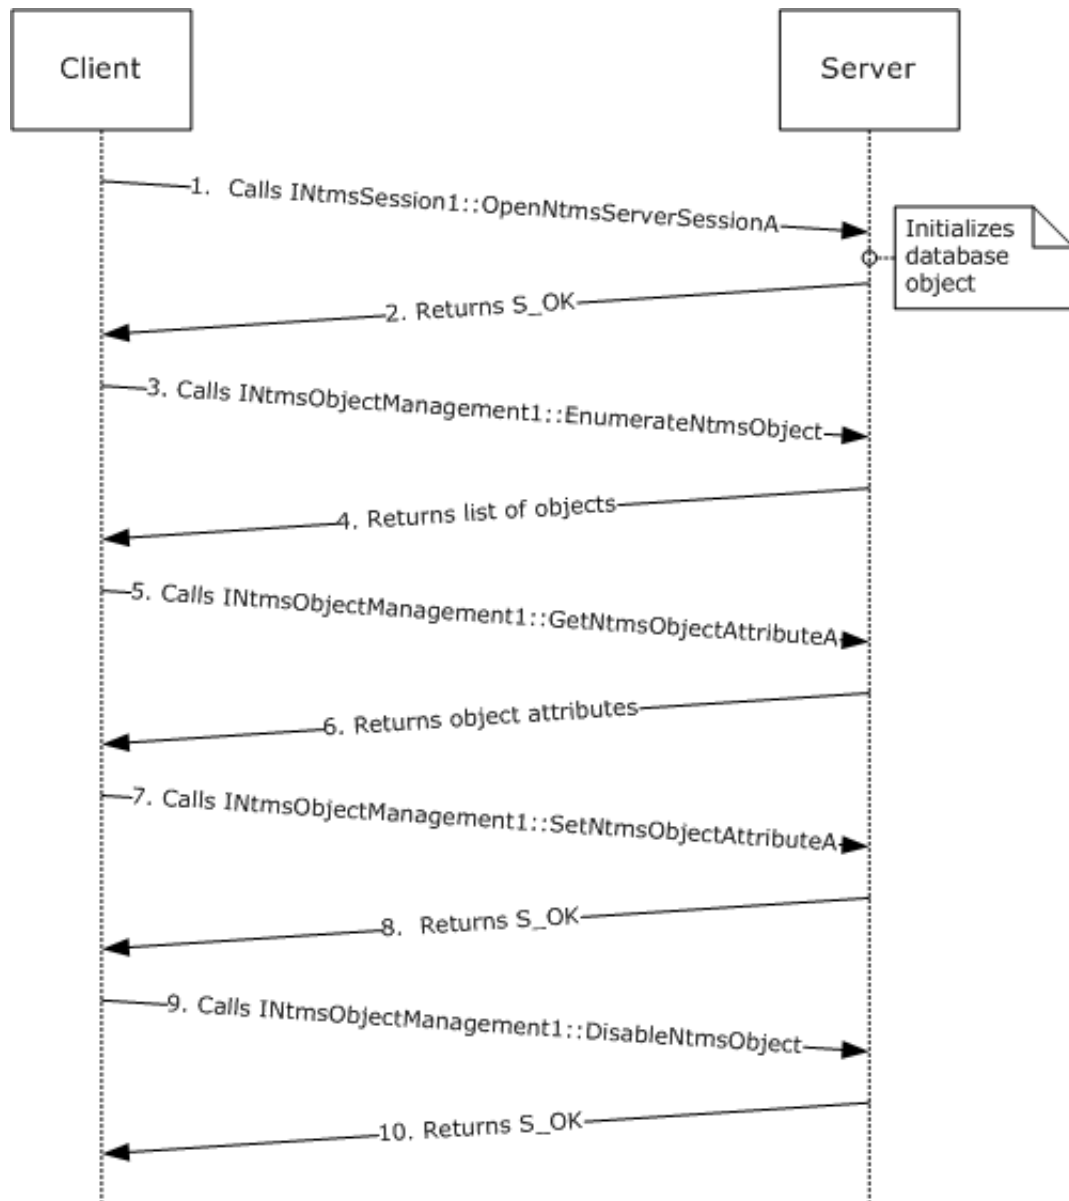 Client
Server
1. Calls INtmsSession1::OpenNtmsServerSessionA
Initializes
database
object
2. Returns S_OK
3. Calls INtmsObjectManagement1::EnumerateNtmsObject
4. Returns list of objects
5. Calls INtmsObjectManagement1::GetNtmsObjectAttributeA
6. Returns object attributes
7. Calls INtmsObjectManagement1::SetNtmsObjectAttributeA
8. Returns S_OK
9. Calls INtmsObjectManagement1::DisableNtmsObject
10. Returns S_OK